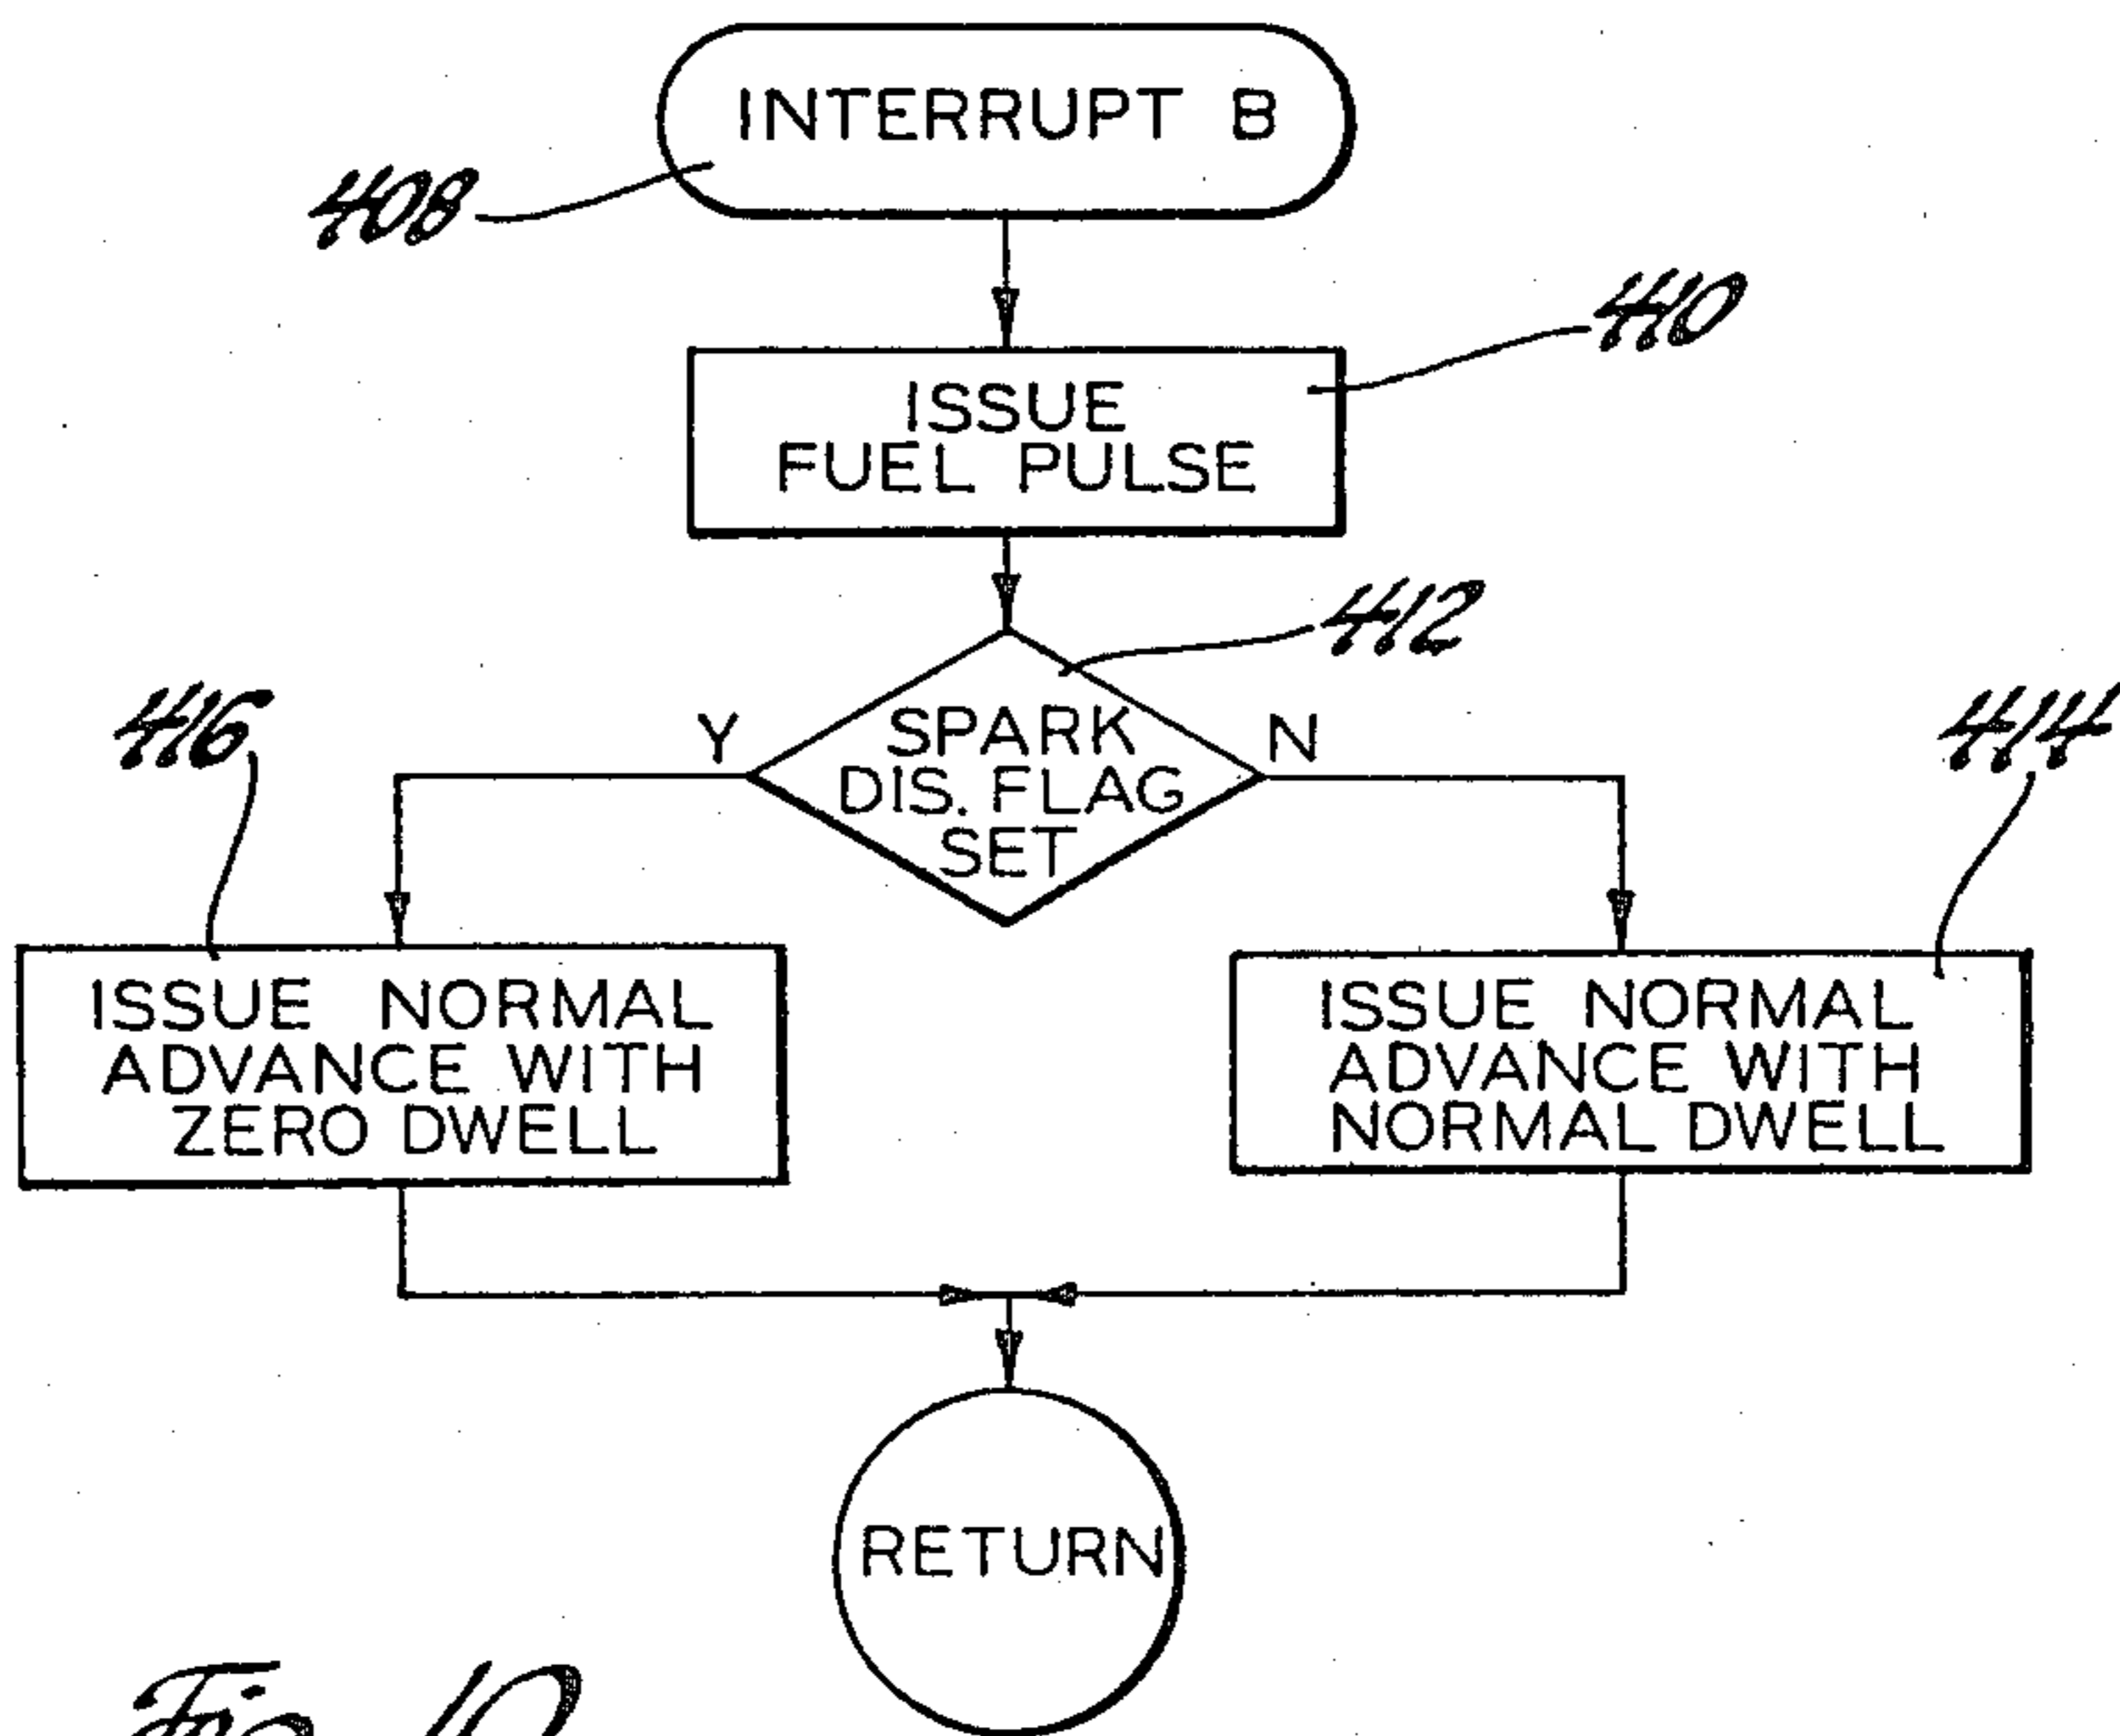 INTERRUPT B
408
410
ISSUE
FUEL PULSE
412
416
Y
SPARK
DIS. FLAG
SET
N
414
ISSUE NORMAL
ADVANCE WITH
ZERO DWELL
ISSUE NORMAL
ADVANCE WITH
NORMAL DWELL
RETURN
Fig. 10